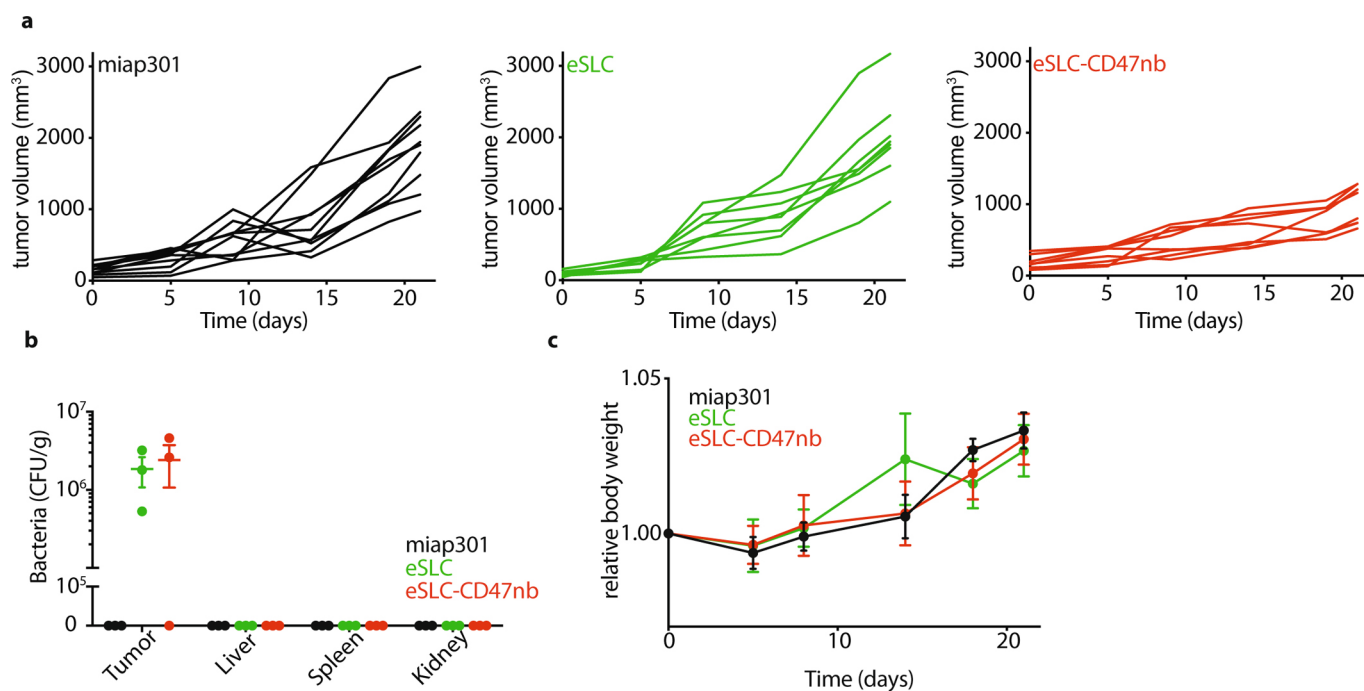 a
miap301
eSLC
eSLC-CD47nb
tumor volume (mm³)
3000
2000
1000
0
0 5 10 15 20
Time (days)
tumor volume (mm³)
3000
2000
1000
0
0 5 10 15 20
Time (days)
tumor volume (mm³)
3000
2000
1000
0
0 5 10 15 20
Time (days)
b
Bacteria (CFU/g)
10⁷
10⁶
10⁵
0
miap301
eSLC
eSLC-CD47nb
Tumor Liver Spleen Kidney
c
relative body weight
1.05
1.00
miap301
eSLC
eSLC-CD47nb
0 10 20
Time (days)